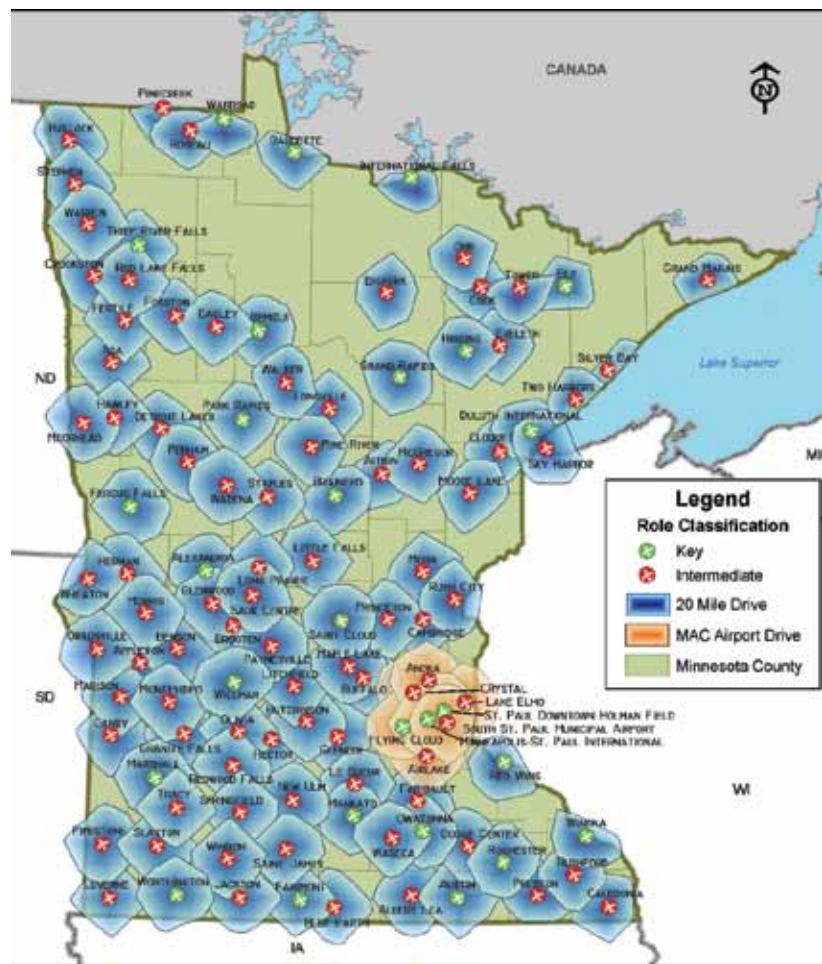 CANADA
N
PINECREEK
WARROAD
HALLOCK
ROSEAU
BAUDETTE
INTERNATIONAL FALLS
STEPHEN
WARREN
THIEF RIVER FALLS
ORR
CROOKSTON
RED LAKE FALLS
BIGFORK
COOK
TOWER
ELY
GRAND MARAIS
FERTILE
FOSSTON
BAGLEY
BEMIDJI
HIBBING
EVELETH
ADA
SILVER BAY
Lake Superior
ND
WALKER
GRAND RAPIDS
TWO HARBORS
HAWLEY
DETROIT LAKES
PARK RAPIDS
LONGVILLE
DULUTH INTERNATIONAL
MOORHEAD
PINE RIVER
CLOQUET
SKY HARBOR
PERHAM
AITKIN
MCGREGOR
MI
FERGUS FALLS
WADENA
STAPLES
BRAINERD
MOOSE LAKE
Legend
Role Classification
Key
Intermediate
20 Mile Drive
MAC Airport Drive
Minnesota County
HERMAN
ALEXANDRIA
LITTLE FALLS
MORA
WHEATON
LONG PRAIRIE
RUSH CITY
MORRIS
GLENWOOD
SAUK CENTRE
PRINCETON
CAMBRIDGE
ORTONVILLE
BENSON
BROOTEN
SAINT CLOUD
APPLETON
PAYNESVILLE
MAPLE LAKE
ANOKA
SD
MADISON
MONTEVIDEO
WILLMAR
LITCHFIELD
BUFFALO
CRYSTAL
LAKE ELMO
ST. PAUL DOWNTOWN HOLMAN FIELD
SOUTH ST. PAUL MUNICIPAL AIRPORT
MINNEAPOLIS-ST. PAUL INTERNATIONAL
CANBY
OLIVIA
HUTCHINSON
FLYING CLOUD
GRANITE FALLS
HECTOR
GLENCOE
AIRLAKE
MARSHALL
REDWOOD FALLS
LE SUEUR
RED WING
WI
TRACY
SPRINGFIELD
NEW ULM
MANKATO
FARIBAULT
OWATONNA
DODGE CENTER
WINONA
PIPESTONE
SLAYTON
WINDOM
SAINT JAMES
WASECA
ROCHESTER
RUSHFORD
LUVERNE
WORTHINGTON
JACKSON
FAIRMONT
BLUE EARTH
ALBERT LEA
AUSTIN
PRESTON
CALEDONIA
IA